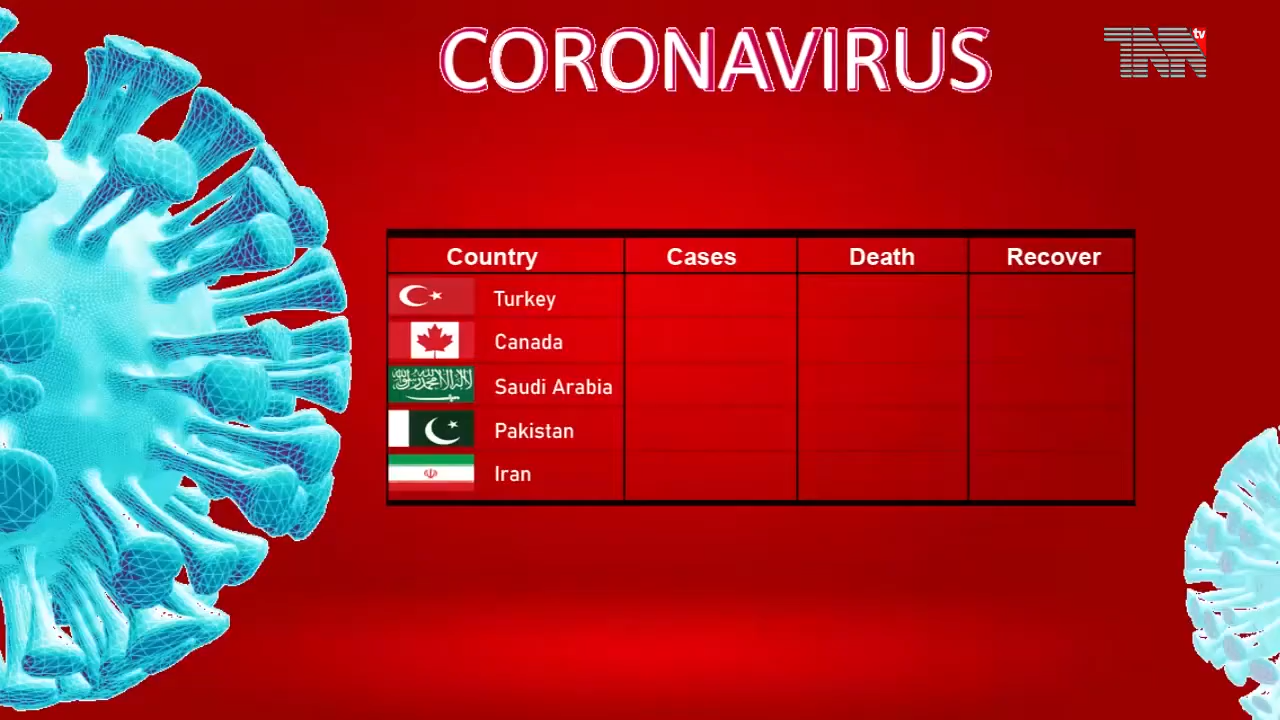 CORONAVIRUS
TNN tv
Country Cases Death Recover
Turkey
Canada
Saudi Arabia
Pakistan
Iran